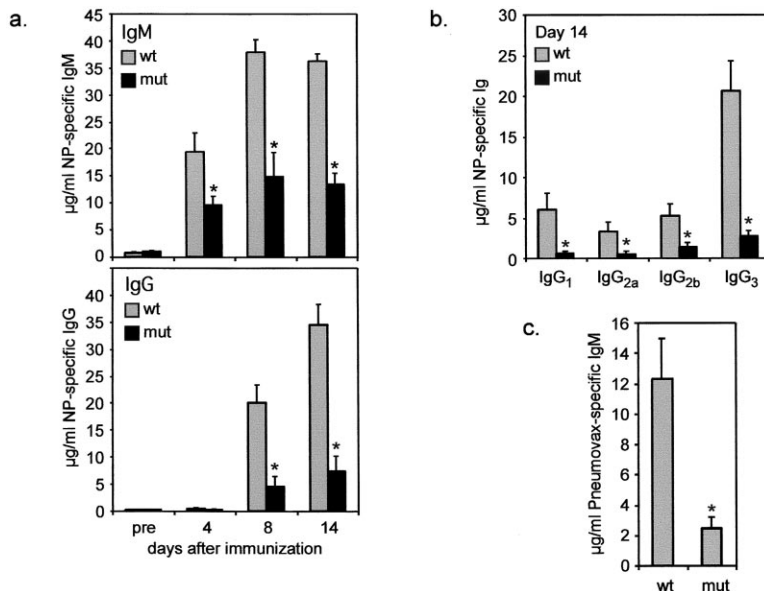 a.
IgM
wt
mut
µg/ml NP-specific IgM
45
40
35
30
25
20
15
10
5
0
*
*
*
IgG
wt
mut
µg/ml NP-specific IgG
40
35
30
25
20
15
10
5
0
*
*
pre 4 8 14
days after immunization
b.
Day 14
wt
mut
µg/ml NP-specific Ig
30
25
20
15
10
5
0
*
*
*
*
IgG1 IgG2a IgG2b IgG3
c.
µg/ml Pneumovax-specific IgM
16
14
12
10
8
6
4
2
0
*
wt mut